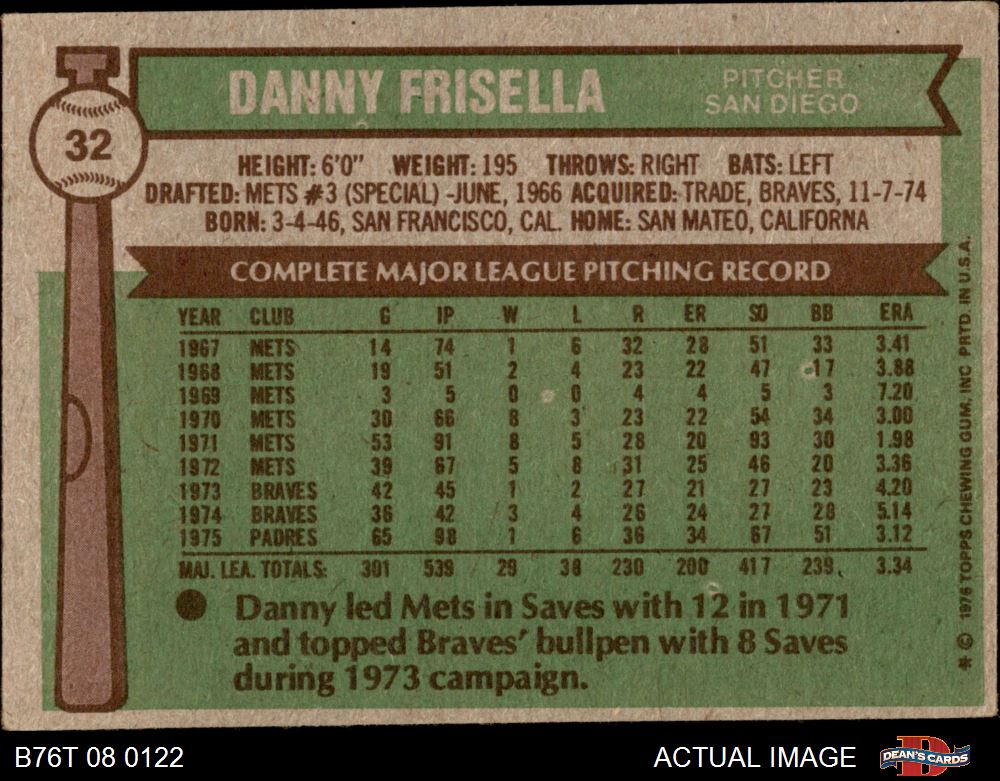 DANNY FRISELLA
PITCHER
SAN DIEGO
32
HEIGHT: 6'0" WEIGHT: 195 THROWS: RIGHT BATS: LEFT
DRAFTED: METS #3 (SPECIAL) -JUNE, 1966 ACQUIRED: TRADE, BRAVES, 11-7-74
BORN: 3-4-46, SAN FRANCISCO, CAL. HOME: SAN MATEO, CALIFORNA
COMPLETE MAJOR LEAGUE PITCHING RECORD
YEAR CLUB G IP W L R ER SO BB ERA
1967 METS 14 74 1 6 32 28 51 33 3.41
1968 METS 19 51 2 4 23 22 47 17 3.88
1969 METS 3 5 0 0 4 4 5 3 7.20
1970 METS 30 66 8 3 23 22 54 34 3.00
1971 METS 53 91 8 5 28 20 93 30 1.98
1972 METS 39 67 5 8 31 25 46 20 3.36
1973 BRAVES 42 45 1 2 27 21 27 23 4.20
1974 BRAVES 36 42 3 4 26 24 27 28 5.14
1975 PADRES 65 98 1 6 36 34 67 51 3.12
MAJ. LEA. TOTALS: 301 539 29 38 230 200 417 239 3.34
Danny led Mets in Saves with 12 in 1971
and topped Braves' bullpen with 8 Saves
during 1973 campaign.
* © 1976 TOPPS CHEWING GUM, INC PRTD. IN U.S.A.
B76T 08 0122
ACTUAL IMAGE
DEAN'S CARDS